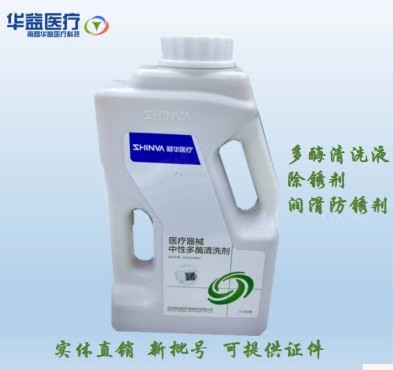 华益医疗
南昌华益医疗科技
SHINVA
SHINVA 新华医疗
多酶清洗液
除锈剂
润滑防锈剂
医疗器械
中性多酶清洗剂
实体直销 新批号 可提供证件